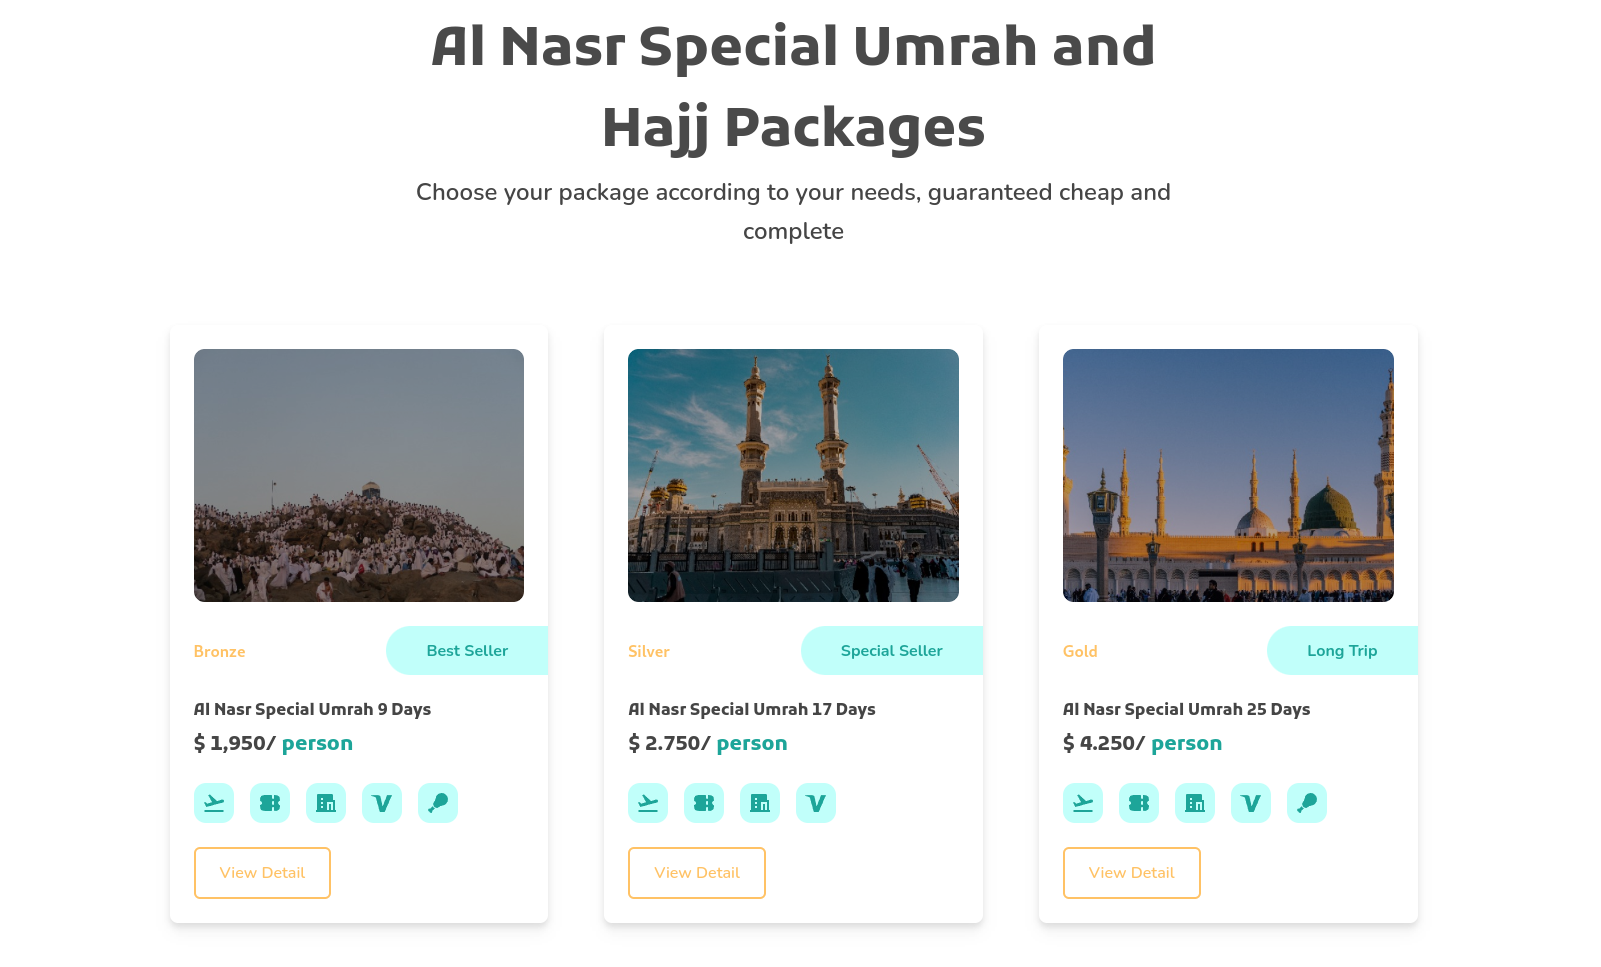 Al Nasr Special Umrah and
Hajj Packages
Choose your package according to your needs, guaranteed cheap and
complete
Bronze
Best Seller
Al Nasr Special Umrah 9 Days
$ 1,950/ person
View Detail
Silver
Special Seller
Al Nasr Special Umrah 17 Days
$ 2.750/ person
View Detail
Gold
Long Trip
Al Nasr Special Umrah 25 Days
$ 4.250/ person
View Detail